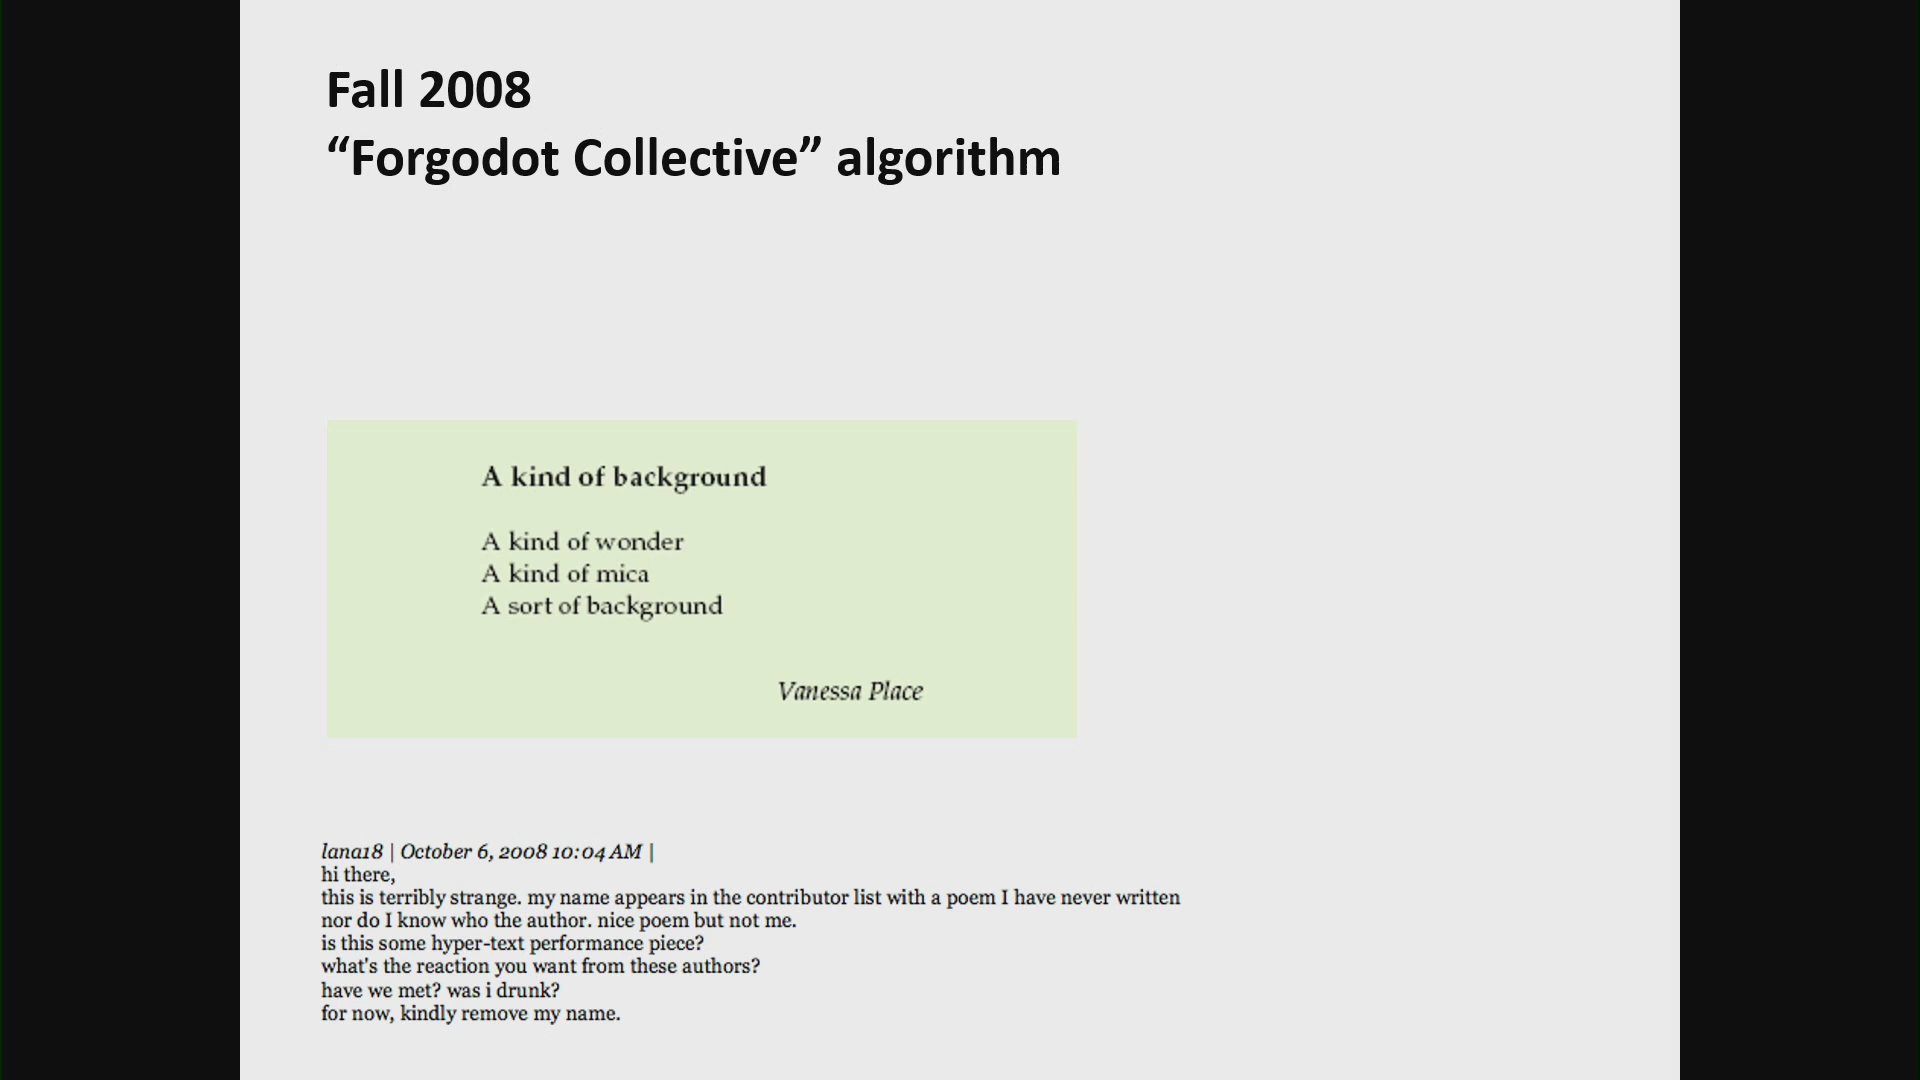 Fall 2008
“Forgodot Collective” algorithm
A kind of background
A kind of wonder
A kind of mica
A sort of background
Vanessa Place
lana18 | October 6, 2008 10:04 AM |
hi there,
this is terribly strange. my name appears in the contributor list with a poem I have never written
nor do I know who the author. nice poem but not me.
is this some hyper-text performance piece?
what's the reaction you want from these authors?
have we met? was i drunk?
for now, kindly remove my name.